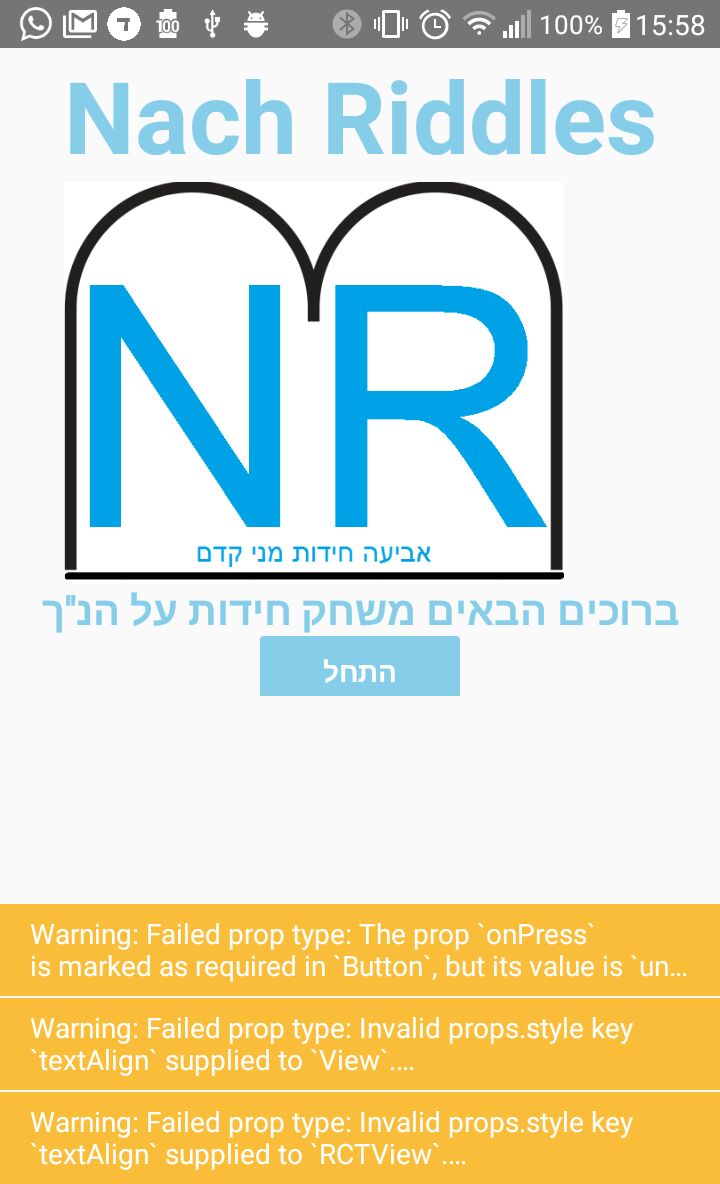 100
100% 15:58
Nach Riddles
NR
אביעה חידות מני קדם
ברוכים הבאים משחק חידות על הנ"ך
התחל
Warning: Failed prop type: The prop `onPress`
is marked as required in `Button`, but its value is `un...
Warning: Failed prop type: Invalid props.style key
`textAlign` supplied to `View`....
Warning: Failed prop type: Invalid props.style key
`textAlign` supplied to `RCTView`....